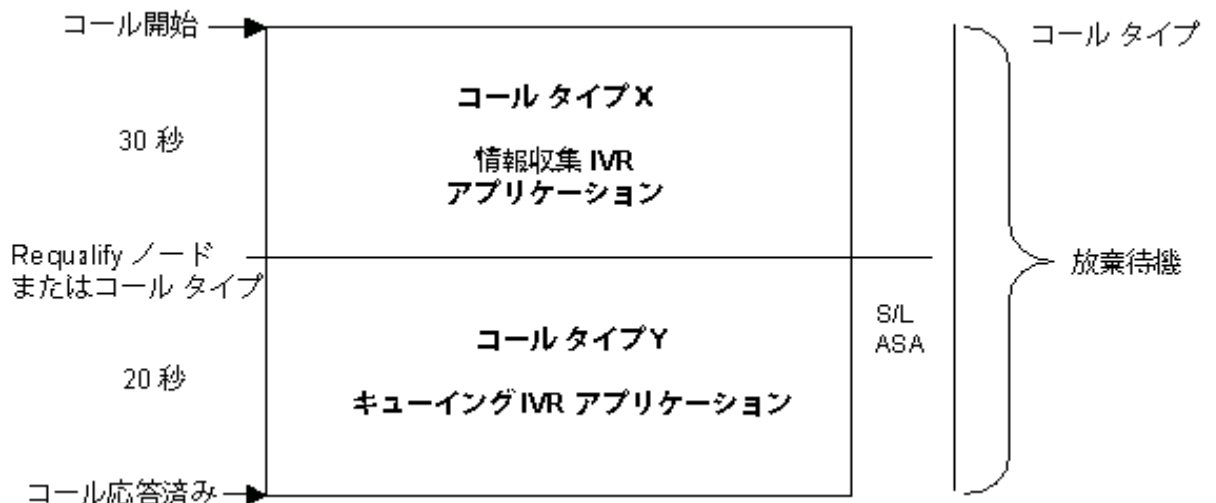 コール開始
コール タイプ
コール タイプ X
30 秒
情報収集 IVR
アプリケーション
Requalify ノード
またはコール タイプ
放棄待機
S/L
ASA
コール タイプ Y
20 秒
キューイング IVR アプリケーション
コール応答済み